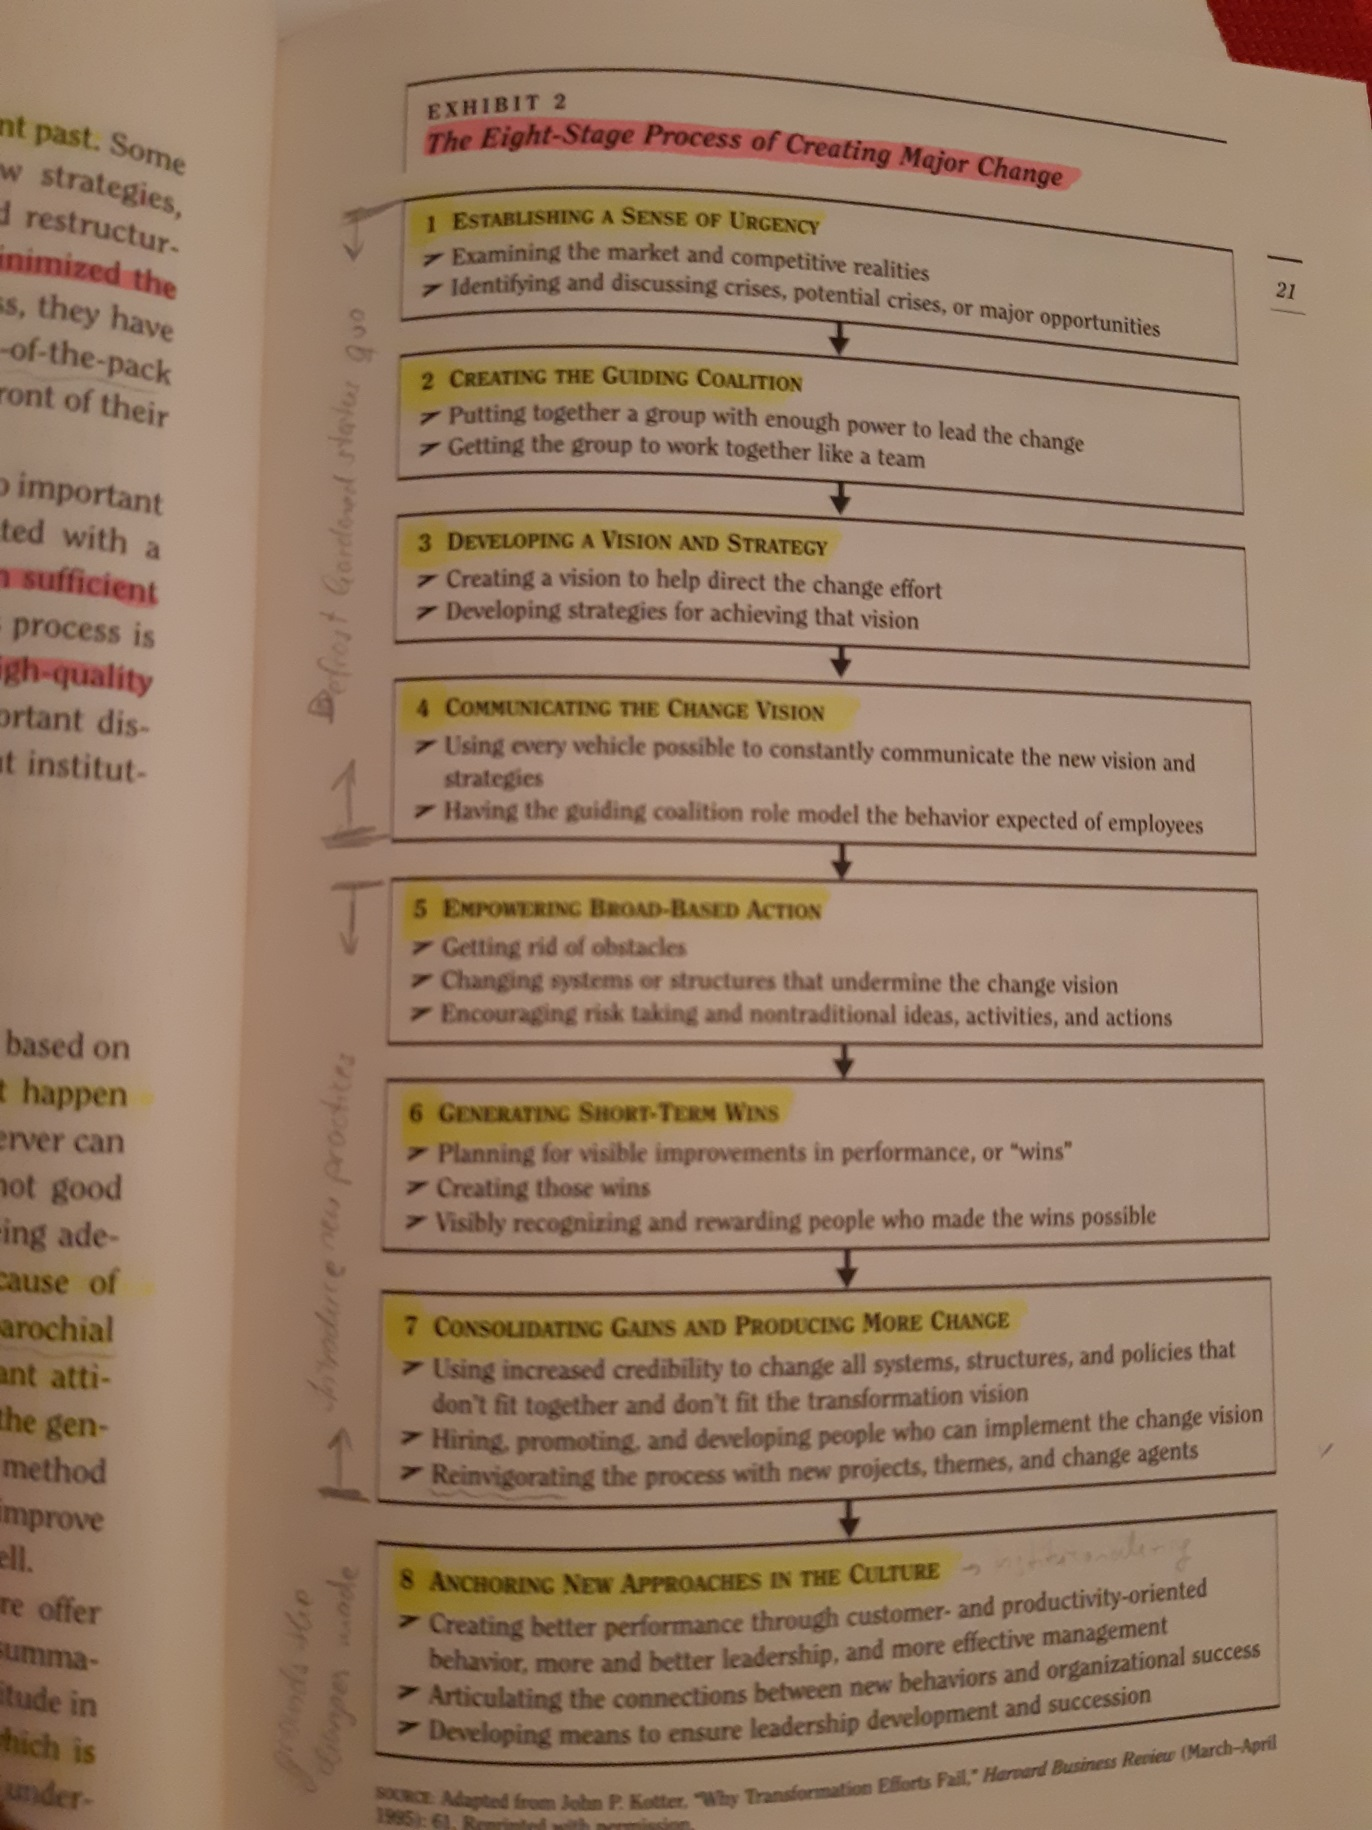 nt past. Some
w strategies,
d restructur-
inimized the
ss, they have
-of-the-pack
ront of their
o important
ted with a
n sufficient
process is
igh-quality
ortant dis-
t institut-
based on
t happen
erver can
not good
ing ade-
cause of
arochial
ant atti-
the gen-
method
improve
ell.
re offer
summa-
itude in
hich is
under-
EXHIBIT 2
The Eight-Stage Process of Creating Major Change
1 ESTABLISHING A SENSE OF URGENCY
➤ Examining the market and competitive realities
➤ Identifying and discussing crises, potential crises, or major opportunities
21
2 CREATING THE GUIDING COALITION
➤ Putting together a group with enough power to lead the change
➤ Getting the group to work together like a team
3 DEVELOPING A VISION AND STRATEGY
➤ Creating a vision to help direct the change effort
➤ Developing strategies for achieving that vision
4 COMMUNICATING THE CHANGE VISION
➤ Using every vehicle possible to constantly communicate the new vision and
strategies
➤ Having the guiding coalition role model the behavior expected of employees
Defrost hardened status quo
5 EMPOWERING BROAD-BASED ACTION
➤ Getting rid of obstacles
➤ Changing systems or structures that undermine the change vision
➤ Encouraging risk taking and nontraditional ideas, activities, and actions
6 GENERATING SHORT-TERM WINS
➤ Planning for visible improvements in performance, or "wins"
➤ Creating those wins
➤ Visibly recognizing and rewarding people who made the wins possible
7 CONSOLIDATING GAINS AND PRODUCING MORE CHANGE
➤ Using increased credibility to change all systems, structures, and policies that
don't fit together and don't fit the transformation vision
➤ Hiring, promoting, and developing people who can implement the change vision
➤ Reinvigorating the process with new projects, themes, and change agents
introduce new practices
8 ANCHORING NEW APPROACHES IN THE CULTURE
➤ Creating better performance through customer- and productivity-oriented
behavior, more and better leadership, and more effective management
➤ Articulating the connections between new behaviors and organizational success
➤ Developing means to ensure leadership development and succession
grounds the
changes made
SOURCE: Adapted from John P. Kotter, "Why Transformation Efforts Fail," Harvard Business Review (March–April
1995): 61. Reprinted with permission.